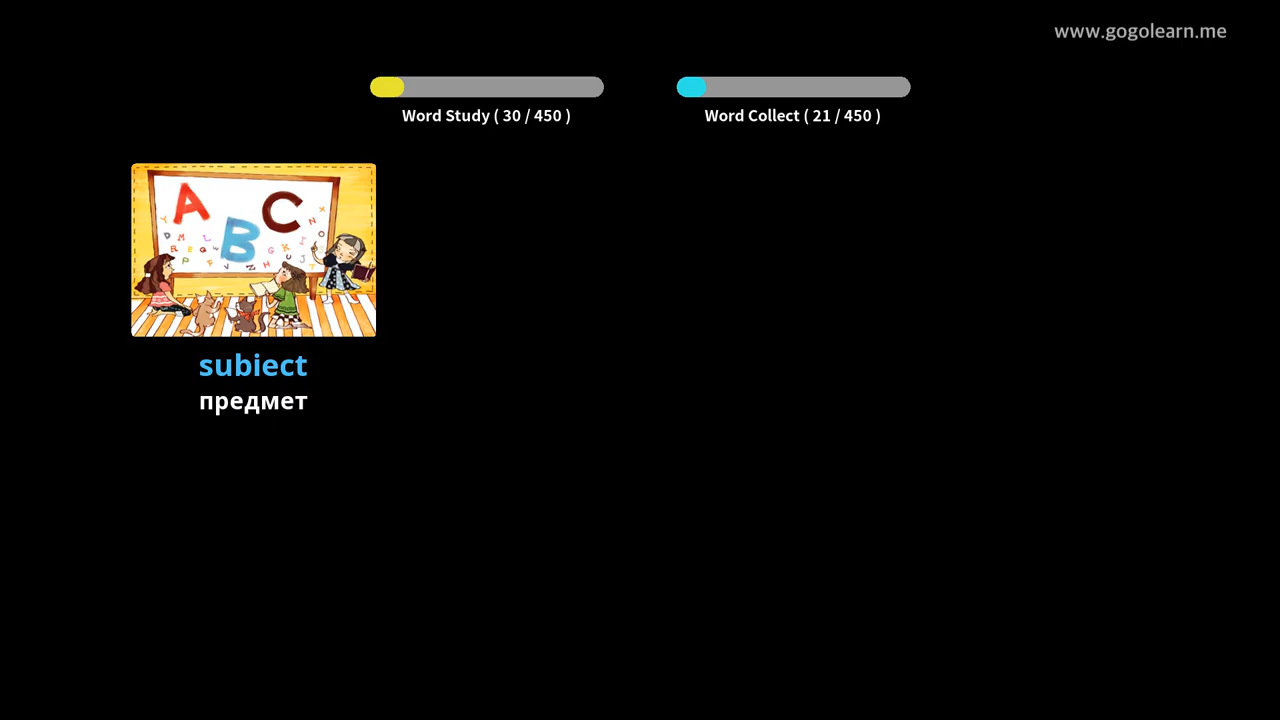 www.gogolearn.me
Word Study ( 30 / 450 )
Word Collect ( 21 / 450 )
A B C
subiect
предмет